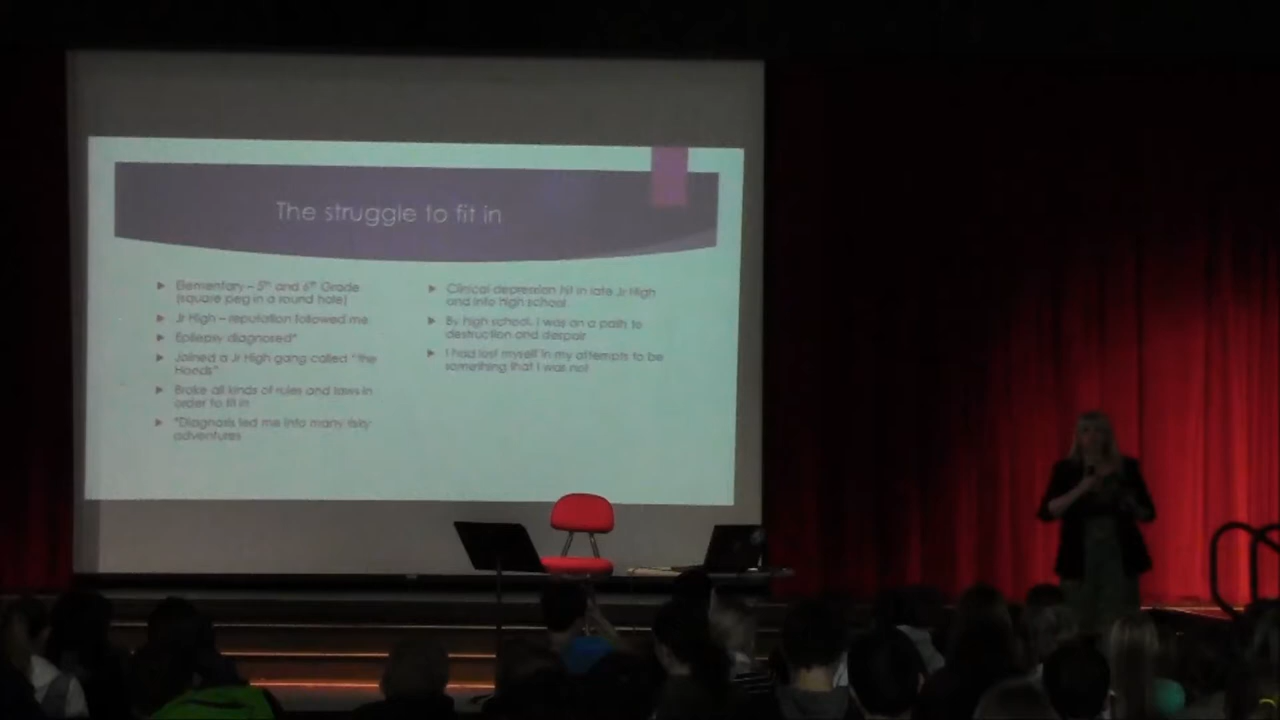 The struggle to fit in
Elementary – 5th and 6th Grade
(square peg in a round hole)
Jr High – reputation followed me
Epilepsy diagnosed*
Joined a Jr High gang called "the
Hoods"
Broke all kinds of rules and laws in
order to fit in
*Diagnosis led me into many risky
adventures
Clinical depression hit in late Jr High
and into high school
By high school, I was on a path to
destruction and despair
I had lost myself in my attempts to be
something that I was not